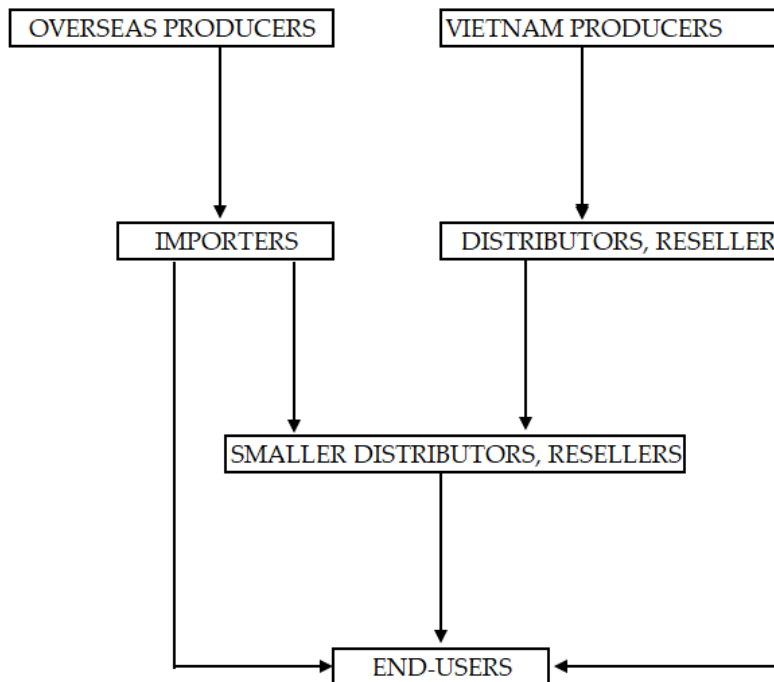 OVERSEAS PRODUCERS
VIETNAM PRODUCERS
IMPORTERS
DISTRIBUTORS, RESELLER
SMALLER DISTRIBUTORS, RESELLERS
END-USERS